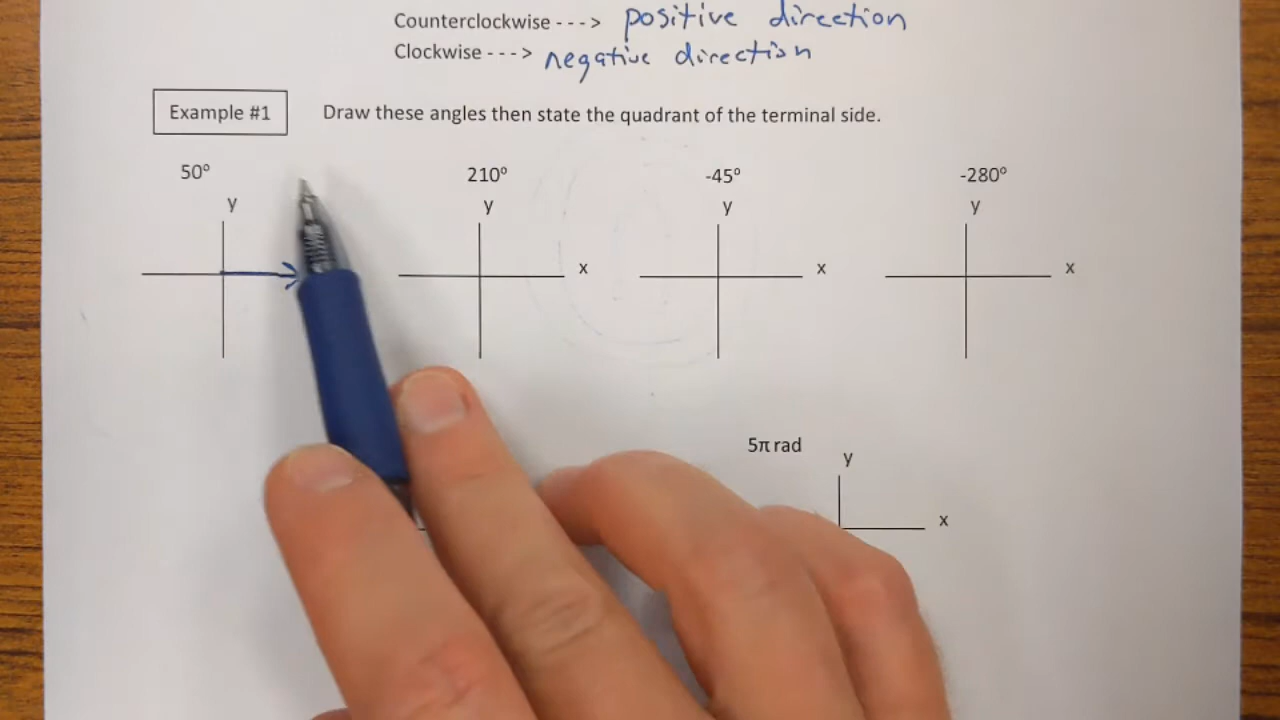 Counterclockwise - - - > positive direction
Clockwise - - - > negative direction
Example #1 Draw these angles then state the quadrant of the terminal side.
50° 210° -45° -280°
y y y y
x x x
5π rad
y
x